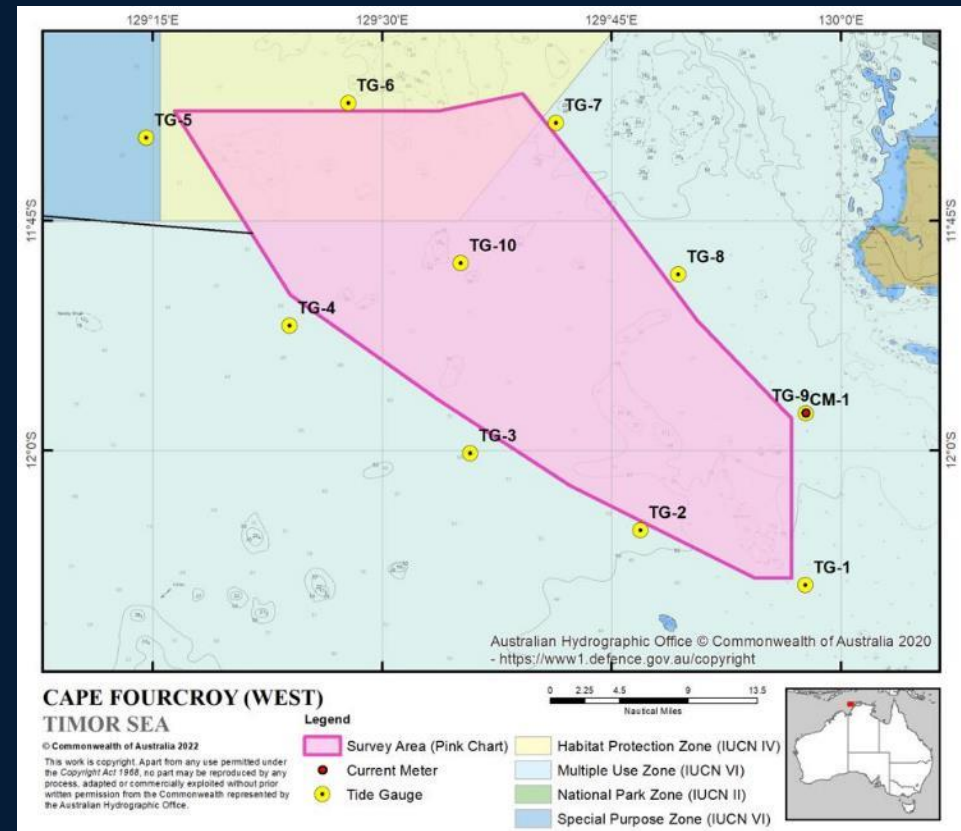 129°15'E 129°30'E 129°45'E 130°0'E
TG-6
TG-7
TG-5
11°45'S 11°45'S
TG-10
TG-8
TG-4
TG-9 CM-1
12°0'S 12°0'S
TG-3
TG-2
TG-1
Australian Hydrographic Office © Commonwealth of Australia 2020
- https://www1.defence.gov.au/copyright
CAPE FOURCROY (WEST)
TIMOR SEA
© Commonwealth of Australia 2022
This work is copyright. Apart from any use permitted under
the Copyright Act 1968, no part may be reproduced by any
process, adapted or commercially exploited without prior
written permission from the Commonwealth represented by
the Australian Hydrographic Office.
Legend
Survey Area (Pink Chart)
Current Meter
Tide Gauge
0 2.25 4.5 9 13.5
Nautical Miles
Habitat Protection Zone (IUCN IV)
Multiple Use Zone (IUCN VI)
National Park Zone (IUCN II)
Special Purpose Zone (IUCN VI)